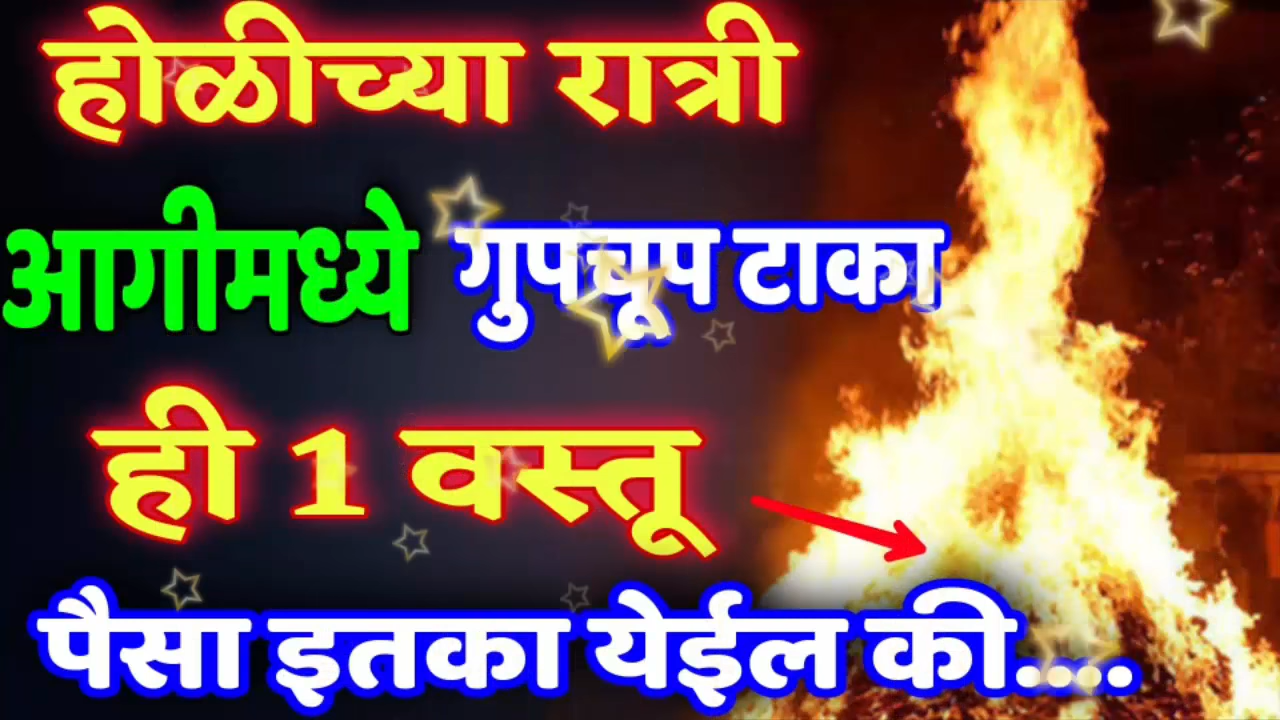 होळीच्या रात्री
आगीमध्ये गुपचूप टाका
ही 1 वस्तू
पैसा इतका येईल की....